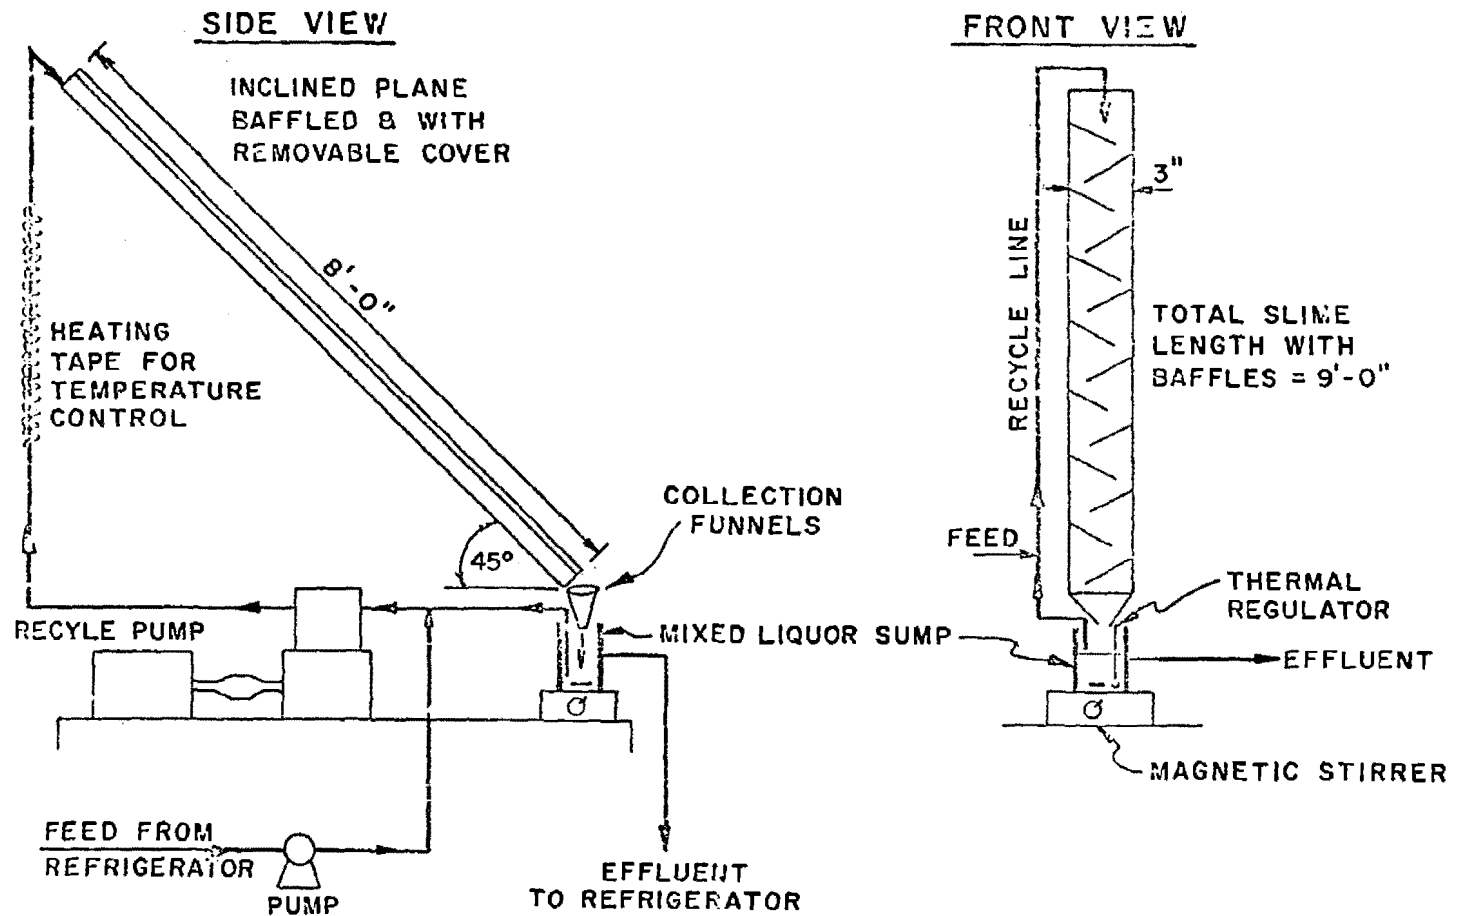 SIDE VIEW
INCLINED PLANE
BAFFLED & WITH
REMOVABLE COVER
8'-0"
HEATING
TAPE FOR
TEMPERATURE
CONTROL
45°
COLLECTION
FUNNELS
RECYLE PUMP
MIXED LIQUOR SUMP
FEED FROM
REFRIGERATOR
PUMP
EFFLUENT
TO REFRIGERATOR
FRONT VIEW
3"
RECYCLE LINE
TOTAL SLIME
LENGTH WITH
BAFFLES = 9'-0"
FEED
THERMAL
REGULATOR
EFFLUENT
MAGNETIC STIRRER